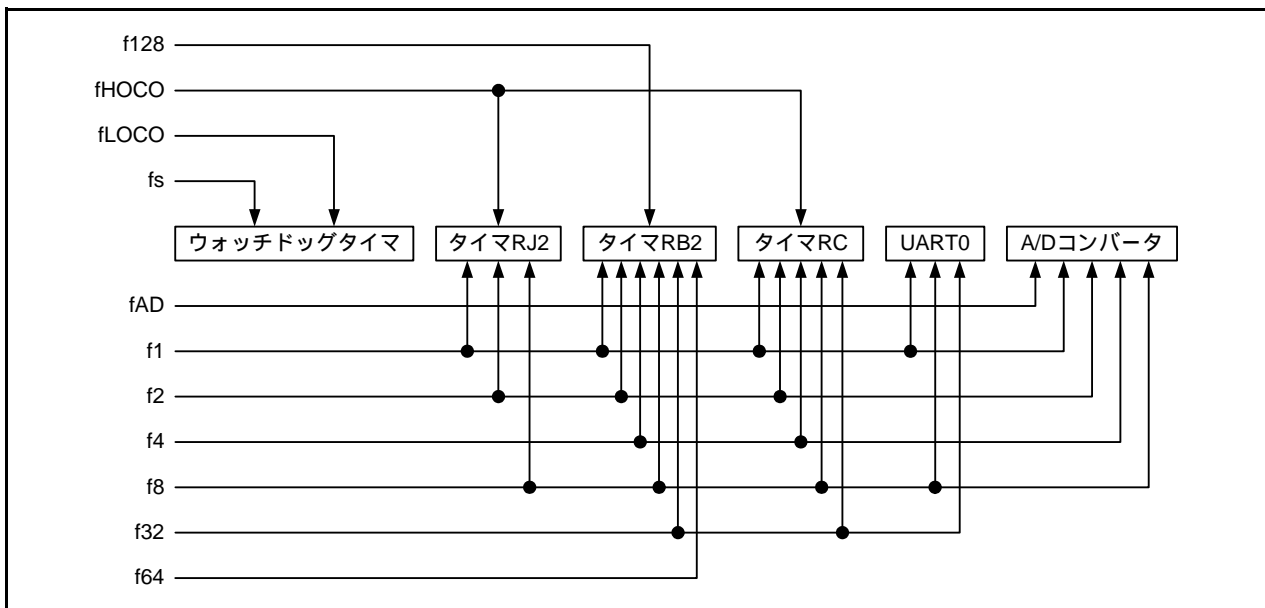 f128
fHOCO
fLOCO
fs
ウォッチドッグタイマ
タイマRJ2
タイマRB2
タイマRC
UART0
A/Dコンバータ
fAD
f1
f2
f4
f8
f32
f64